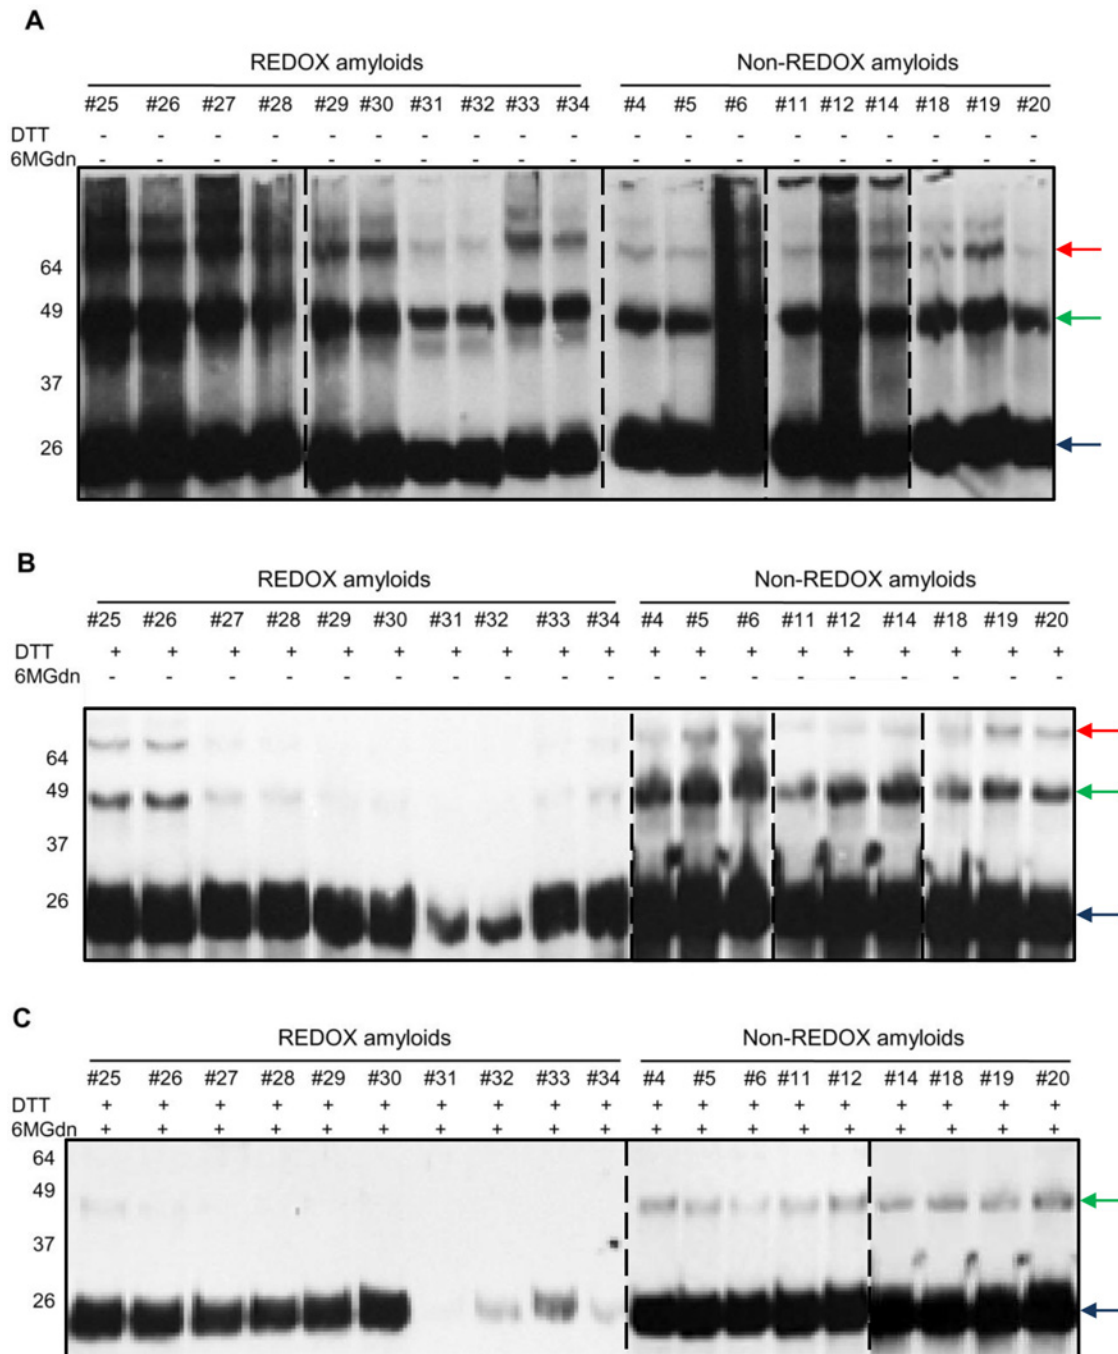 A
REDOX amyloids Non-REDOX amyloids
#25 #26 #27 #28 #29 #30 #31 #32 #33 #34 #4 #5 #6 #11 #12 #14 #18 #19 #20
DTT - - - - - - - - - - - - - - - - - - -
6MGdn - - - - - - - - - - - - - - - - - - -
64
49
37
26
B
REDOX amyloids Non-REDOX amyloids
#25 #26 #27 #28 #29 #30 #31 #32 #33 #34 #4 #5 #6 #11 #12 #14 #18 #19 #20
DTT + + + + + + + + + + + + + + + + + + +
6MGdn - - - - - - - - - - - - - - - - - - -
64
49
37
26
C
REDOX amyloids Non-REDOX amyloids
#25 #26 #27 #28 #29 #30 #31 #32 #33 #34 #4 #5 #6 #11 #12 #14 #18 #19 #20
DTT + + + + + + + + + + + + + + + + + + +
6MGdn + + + + + + + + + + + + + + + + + + +
64
49
37
26